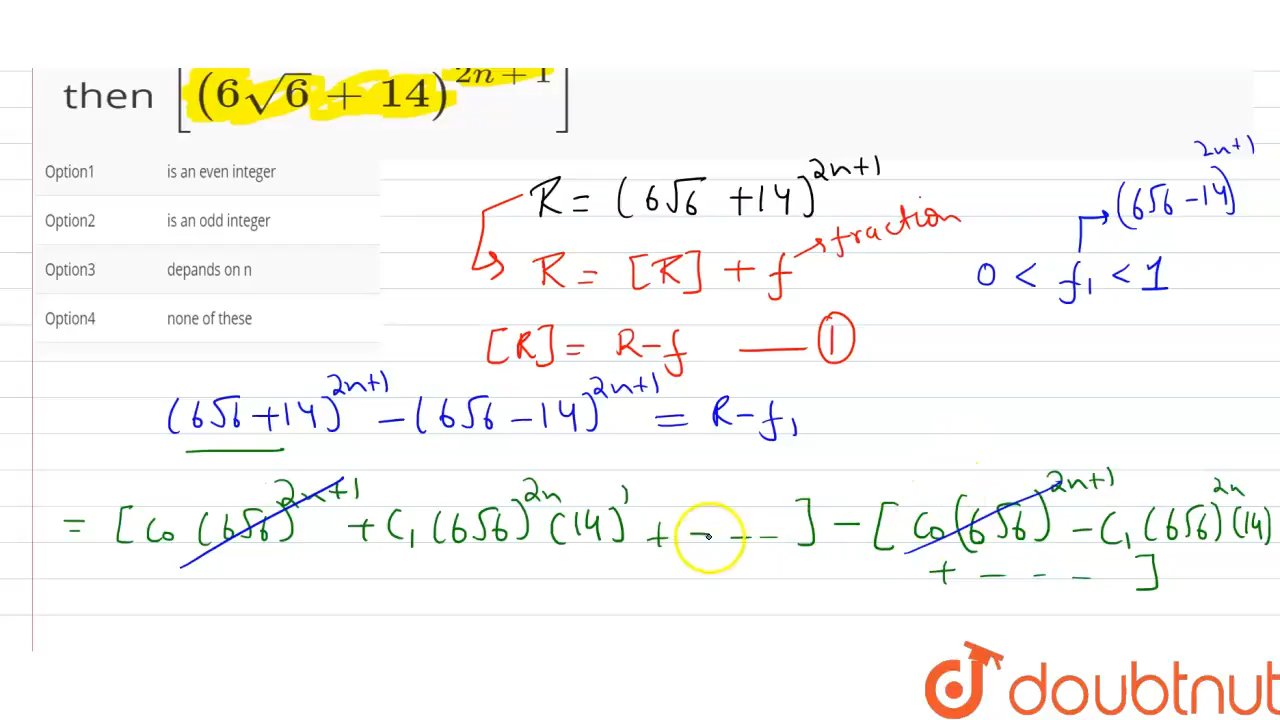 then [(6√6 + 14)^{2n + 1}]
Option1 is an even integer
Option2 is an odd integer
Option3 depands on n
Option4 none of these
R = (6√6 + 14)^{2n+1}
R = [R] + f → fraction
(6√6 - 14)^{2n+1}
0 < f₁ < 1
[R] = R - f —— ①
(6√6 + 14)^{2n+1} - (6√6 - 14)^{2n+1} = R - f₁
= [C₀ (6√6)^{2n+1} + C₁ (6√6)^{2n} (14)^1 + - - -] - [C₀ (6√6)^{2n+1} - C₁ (6√6)^{2n} (14)
+ - - - ]
doubtnut